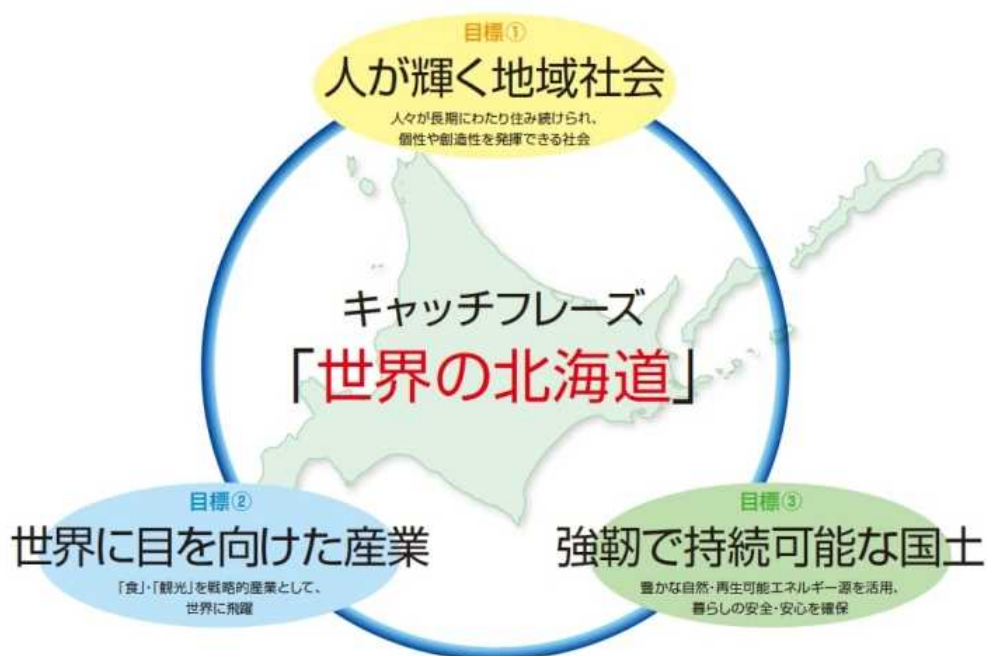 目標①
人が輝く地域社会
人々が長期にわたり住み続けられ、
個性や創造性を発揮できる社会
キャッチフレーズ
「世界の北海道」
目標②
世界に目を向けた産業
「食」・「観光」を戦略的産業として、
世界に飛躍
目標③
強靱で持続可能な国土
豊かな自然・再生可能エネルギー源を活用、
暮らしの安全・安心を確保